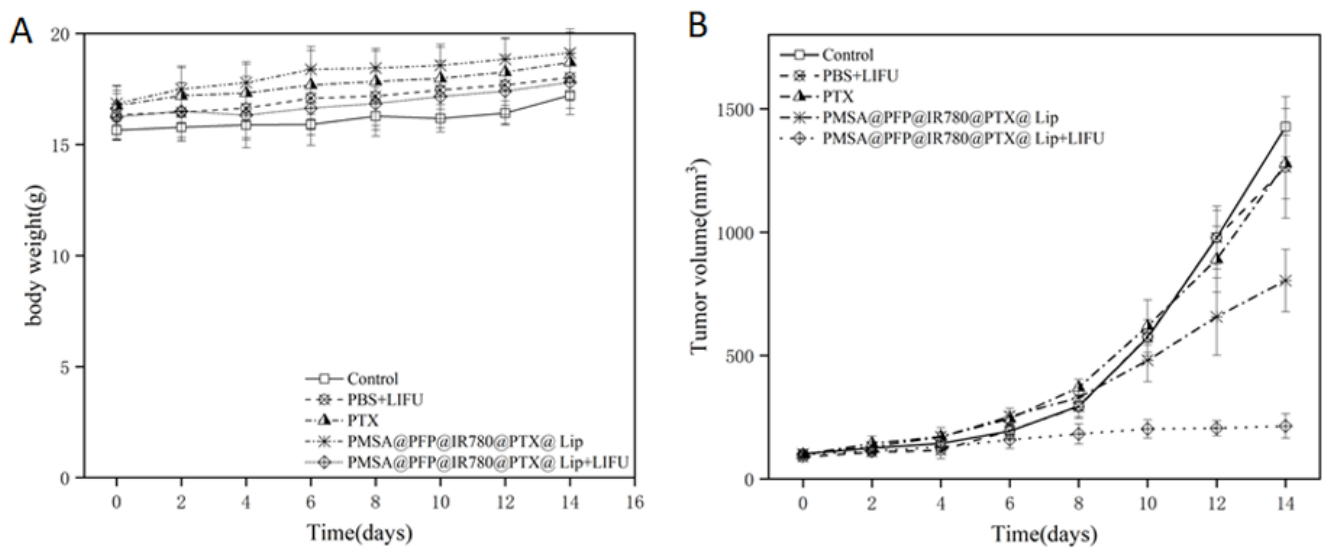 A
20
15
10
5
0
body weight(g)
Control
PBS+LIFU
PTX
PMSA@PFP@IR780@PTX@ Lip
PMSA@PFP@IR780@PTX@ Lip+LIFU
0 2 4 6 8 10 12 14 16
Time(days)
B
1500
1000
500
0
Tumor volume(mm³)
Control
PBS+LIFU
PTX
PMSA@PFP@IR780@PTX@ Lip
PMSA@PFP@IR780@PTX@ Lip+LIFU
0 2 4 6 8 10 12 14
Time(days)